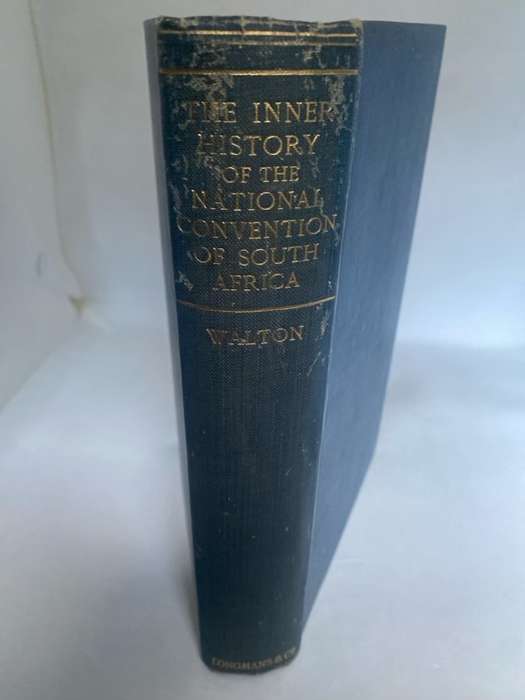 THE INNER
HISTORY
OF THE
NATIONAL
CONVENTION
OF SOUTH
AFRICA
WALTON
LONGMANS & Co